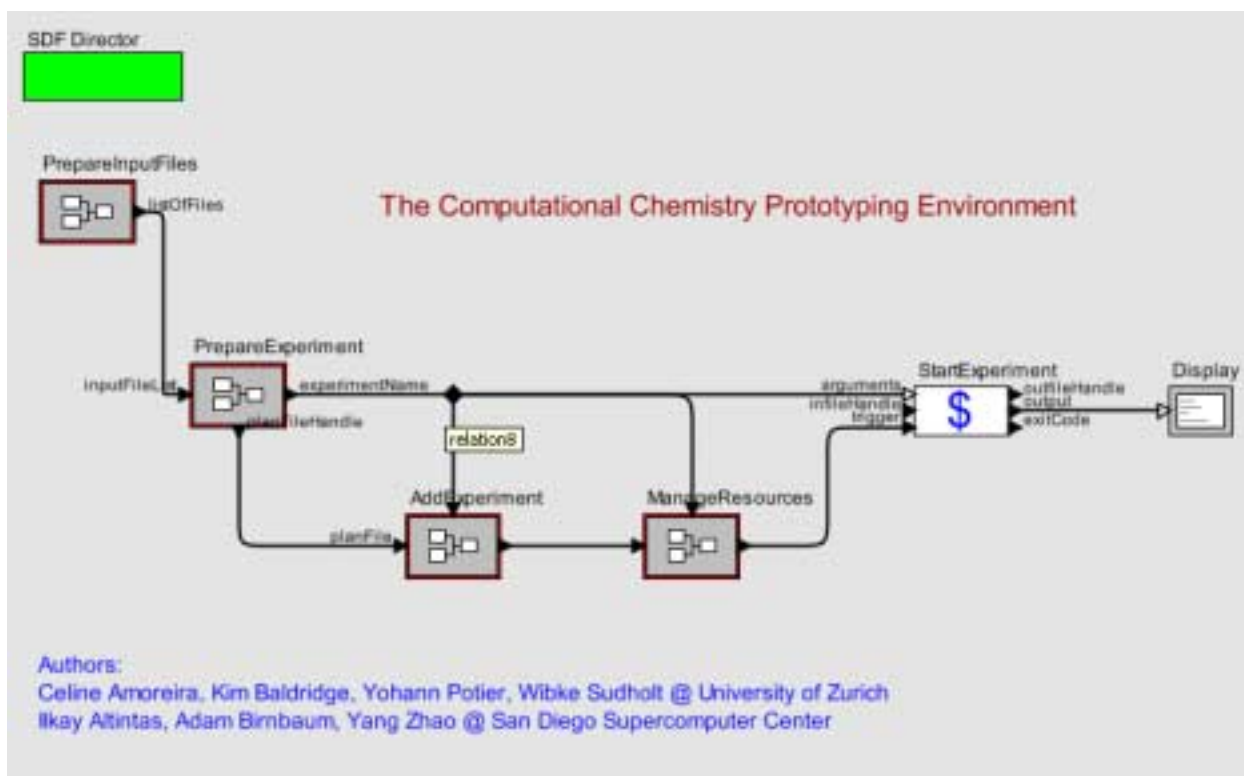 SDF Director
PrepareInputFiles
listOfFiles
The Computational Chemistry Prototyping Environment
PrepareExperiment
inputFileList
experimentName
planFileHandle
relation8
StartExperiment
arguments
infileHandle
trigger
$
outfileHandle
output
exitCode
Display
AddExperiment
planFile
ManageResources
Authors:
Celine Amoreira, Kim Baldridge, Yohann Potier, Wibke Sudholt @ University of Zurich
Ilkay Altintas, Adam Birnbaum, Yang Zhao @ San Diego Supercomputer Center